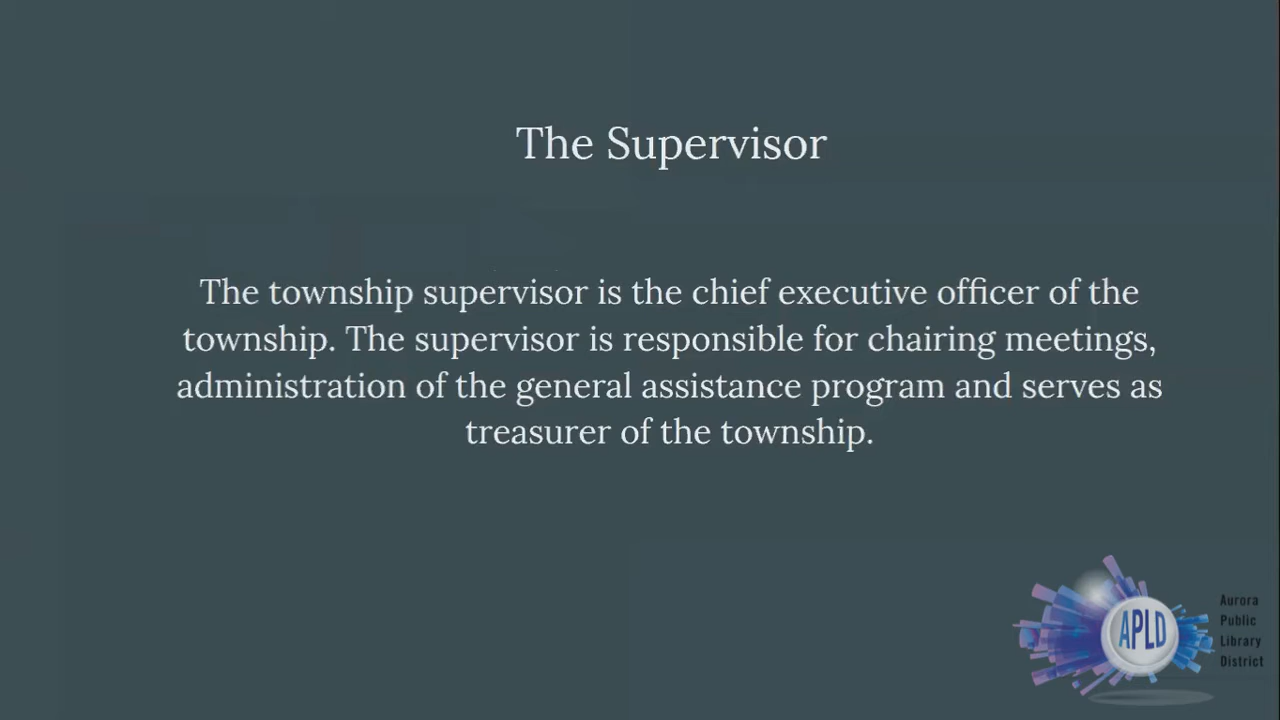 The Supervisor
The township supervisor is the chief executive officer of the
township. The supervisor is responsible for chairing meetings,
administration of the general assistance program and serves as
treasurer of the township.
APLD
Aurora
Public
Library
District